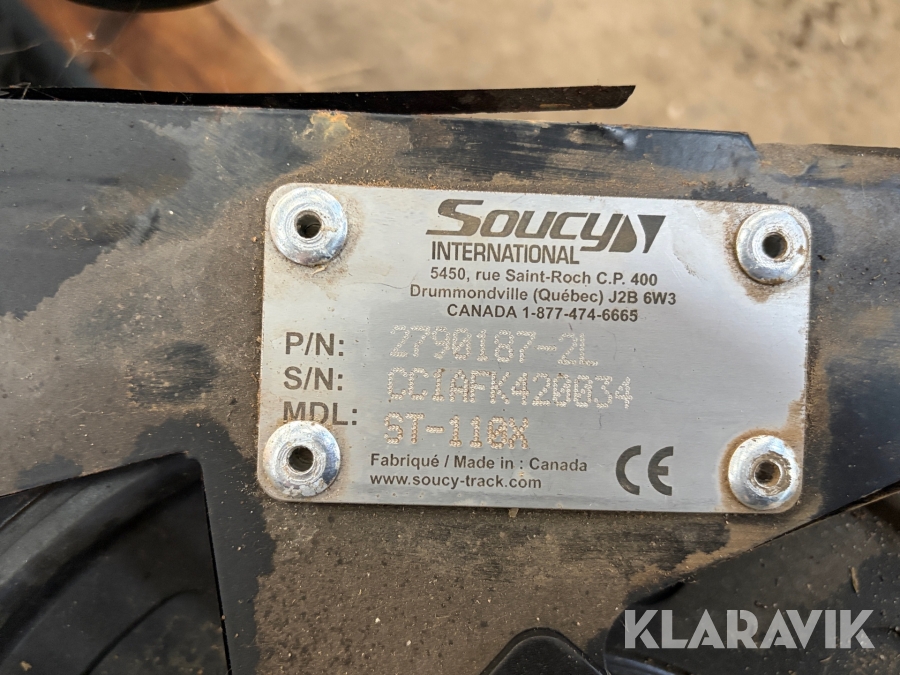 SOUCY
INTERNATIONAL
5450, rue Saint-Roch C.P. 400
Drummondville (Québec) J2B 6W3
CANADA 1-877-474-6665
P/N: 2790187-2L
S/N: CC1AFK420034
MDL: ST-110X
Fabriqué / Made in : Canada
www.soucy-track.com
CE
KLARAVIK